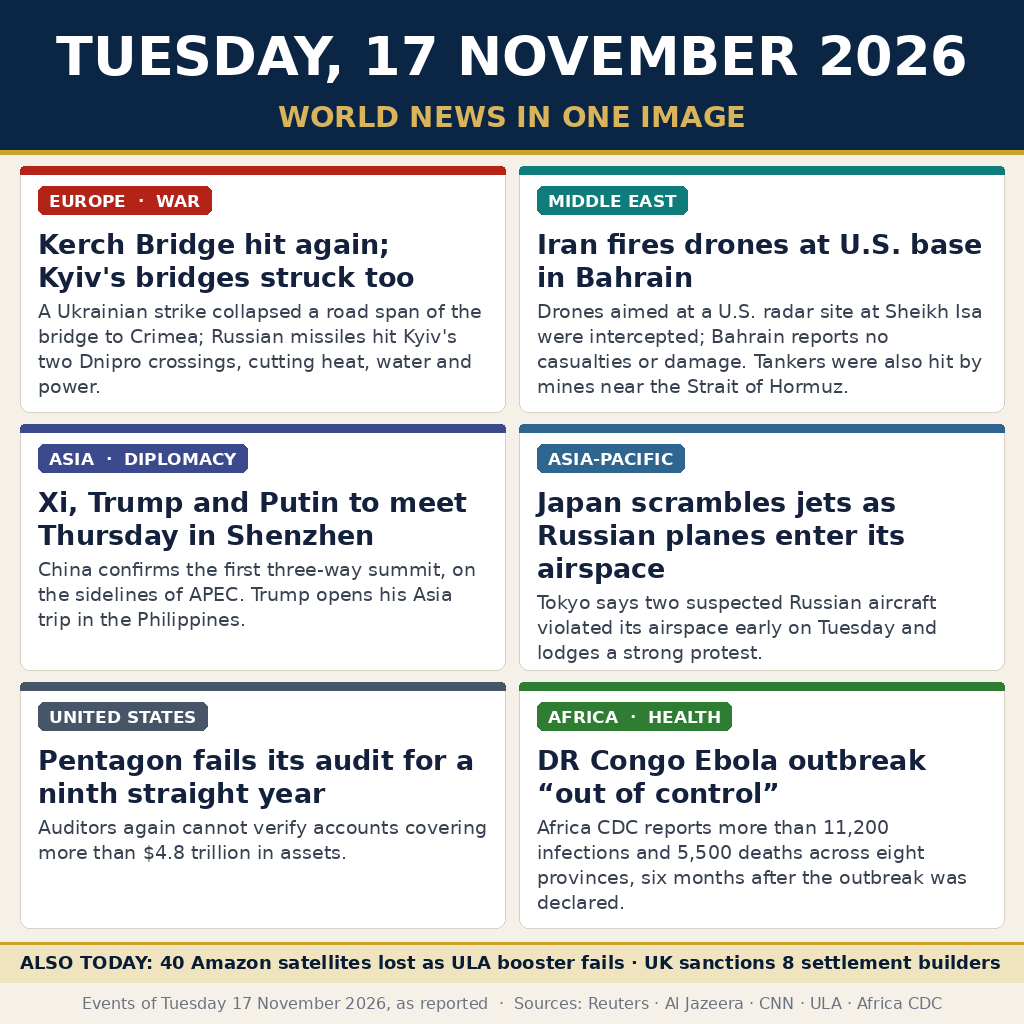 TUESDAY, 17 NOVEMBER 2026
WORLD NEWS IN ONE IMAGE
EUROPE · WAR
Kerch Bridge hit again;
Kyiv's bridges struck too
A Ukrainian strike collapsed a road span of the
bridge to Crimea; Russian missiles hit Kyiv's
two Dnipro crossings, cutting heat, water and
power.
MIDDLE EAST
Iran fires drones at U.S. base
in Bahrain
Drones aimed at a U.S. radar site at Sheikh Isa
were intercepted; Bahrain reports no
casualties or damage. Tankers were also hit by
mines near the Strait of Hormuz.
ASIA · DIPLOMACY
Xi, Trump and Putin to meet
Thursday in Shenzhen
China confirms the first three-way summit, on
the sidelines of APEC. Trump opens his Asia
trip in the Philippines.
ASIA-PACIFIC
Japan scrambles jets as
Russian planes enter its
airspace
Tokyo says two suspected Russian aircraft
violated its airspace early on Tuesday and
lodges a strong protest.
UNITED STATES
Pentagon fails its audit for a
ninth straight year
Auditors again cannot verify accounts covering
more than $4.8 trillion in assets.
AFRICA · HEALTH
DR Congo Ebola outbreak
“out of control”
Africa CDC reports more than 11,200
infections and 5,500 deaths across eight
provinces, six months after the outbreak was
declared.
ALSO TODAY: 40 Amazon satellites lost as ULA booster fails · UK sanctions 8 settlement builders
Events of Tuesday 17 November 2026, as reported · Sources: Reuters · Al Jazeera · CNN · ULA · Africa CDC